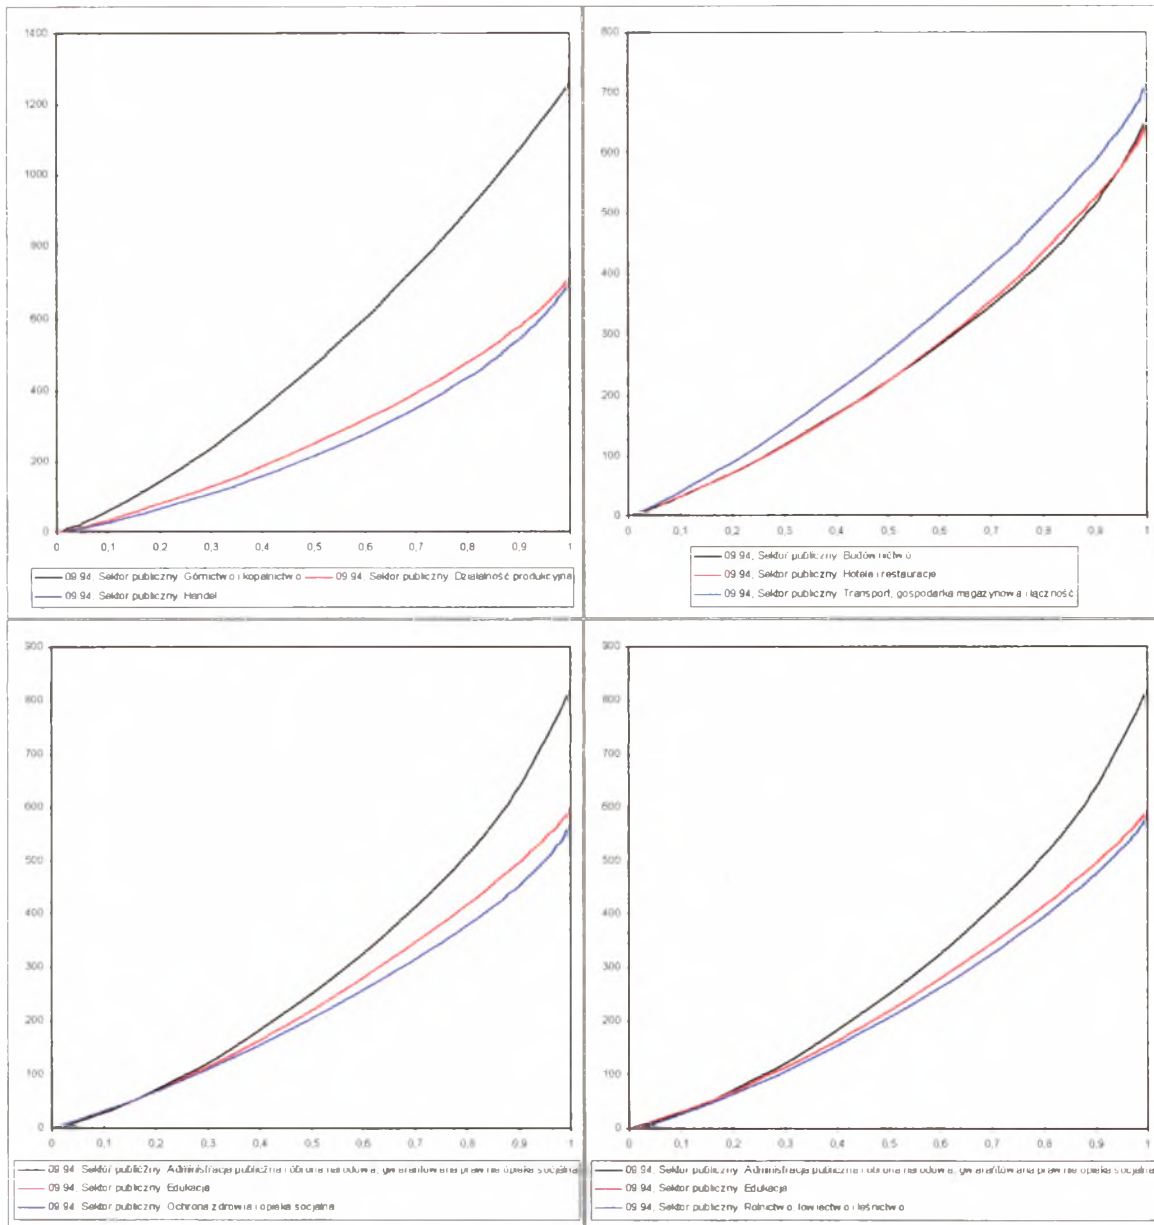 1400
1200
1000
800
600
400
200
0
0 0,1 0,2 0,3 0,4 0,5 0,6 0,7 0,8 0,9 1
09.94, Sektor publiczny. Górnictwo i kopalnictwo 09.94, Sektor publiczny. Działalność produkcyjna
09.94, Sektor publiczny. Handel
800
700
600
500
400
300
200
100
0
0 0,1 0,2 0,3 0,4 0,5 0,6 0,7 0,8 0,9 1
09.94, Sektor publiczny. Budownictwo
09.94, Sektor publiczny. Hotele i restauracje
09.94, Sektor publiczny. Transport, gospodarka magazynowa i łączność
900
800
700
600
500
400
300
200
100
0
0 0,1 0,2 0,3 0,4 0,5 0,6 0,7 0,8 0,9 1
09.94, Sektor publiczny. Administracja publiczna i obrona narodowa, gwarantowana prawnie opieka socjalna
09.94, Sektor publiczny. Edukacja
09.94, Sektor publiczny. Ochrona zdrowia i opieka socjalna
900
800
700
600
500
400
300
200
100
0
0 0,1 0,2 0,3 0,4 0,5 0,6 0,7 0,8 0,9 1
09.94, Sektor publiczny. Administracja publiczna i obrona narodowa, gwarantowana prawnie opieka socjalna
09.94, Sektor publiczny. Edukacja
09.94, Sektor publiczny. Rolnictwo, łowiectwo i leśnictwo